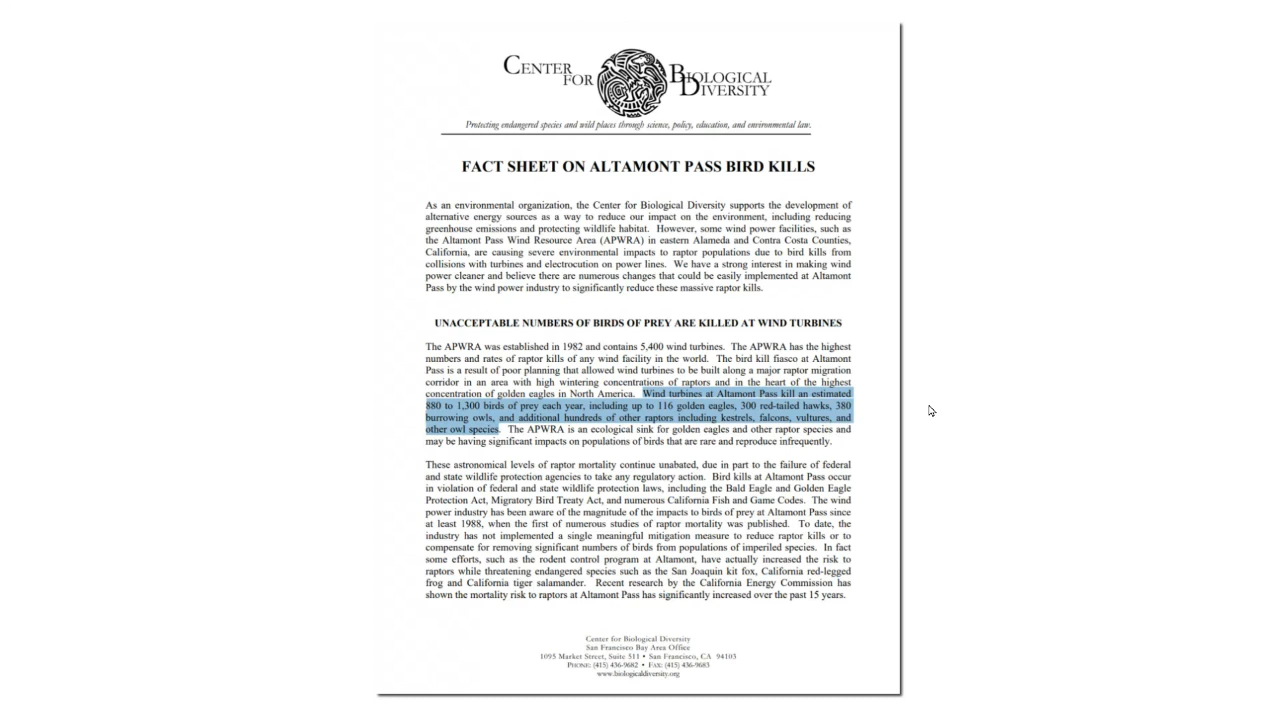 CENTER FOR BIOLOGICAL DIVERSITY
Protecting endangered species and wild places through science, policy, education, and environmental law.
FACT SHEET ON ALTAMONT PASS BIRD KILLS
As an environmental organization, the Center for Biological Diversity supports the development of
alternative energy sources as a way to reduce our impact on the environment, including reducing
greenhouse emissions and protecting wildlife habitat. However, some wind power facilities, such as
the Altamont Pass Wind Resource Area (APWRA) in eastern Alameda and Contra Costa Counties,
California, are causing severe environmental impacts to raptor populations due to bird kills from
collisions with turbines and electrocution on power lines. We have a strong interest in making wind
power cleaner and believe there are numerous changes that could be easily implemented at Altamont
Pass by the wind power industry to significantly reduce these massive raptor kills.
UNACCEPTABLE NUMBERS OF BIRDS OF PREY ARE KILLED AT WIND TURBINES
The APWRA was established in 1982 and contains 5,400 wind turbines. The APWRA has the highest
numbers and rates of raptor kills of any wind facility in the world. The bird kill fiasco at Altamont
Pass is a result of poor planning that allowed wind turbines to be built along a major raptor migration
corridor in an area with high wintering concentrations of raptors and in the heart of the highest
concentration of golden eagles in North America. Wind turbines at Altamont Pass kill an estimated
880 to 1,300 birds of prey each year, including up to 116 golden eagles, 300 red-tailed hawks, 380
burrowing owls, and additional hundreds of other raptors including kestrels, falcons, vultures, and
other owl species. The APWRA is an ecological sink for golden eagles and other raptor species and
may be having significant impacts on populations of birds that are rare and reproduce infrequently.
These astronomical levels of raptor mortality continue unabated, due in part to the failure of federal
and state wildlife protection agencies to take any regulatory action. Bird kills at Altamont Pass occur
in violation of federal and state wildlife protection laws, including the Bald Eagle and Golden Eagle
Protection Act, Migratory Bird Treaty Act, and numerous California Fish and Game Codes. The wind
power industry has been aware of the magnitude of the impacts to birds of prey at Altamont Pass since
at least 1988, when the first of numerous studies of raptor mortality was published. To date, the
industry has not implemented a single meaningful mitigation measure to reduce raptor kills or to
compensate for removing significant numbers of birds from populations of imperiled species. In fact
some efforts, such as the rodent control program at Altamont, have actually increased the risk to
raptors while threatening endangered species such as the San Joaquin kit fox, California red-legged
frog and California tiger salamander. Recent research by the California Energy Commission has
shown the mortality risk to raptors at Altamont Pass has significantly increased over the past 15 years.
Center for Biological Diversity
San Francisco Bay Area Office
1095 Market Street, Suite 511 • San Francisco, CA 94103
PHONE: (415) 436-9682 • FAX: (415) 436-9683
www.biologicaldiversity.org